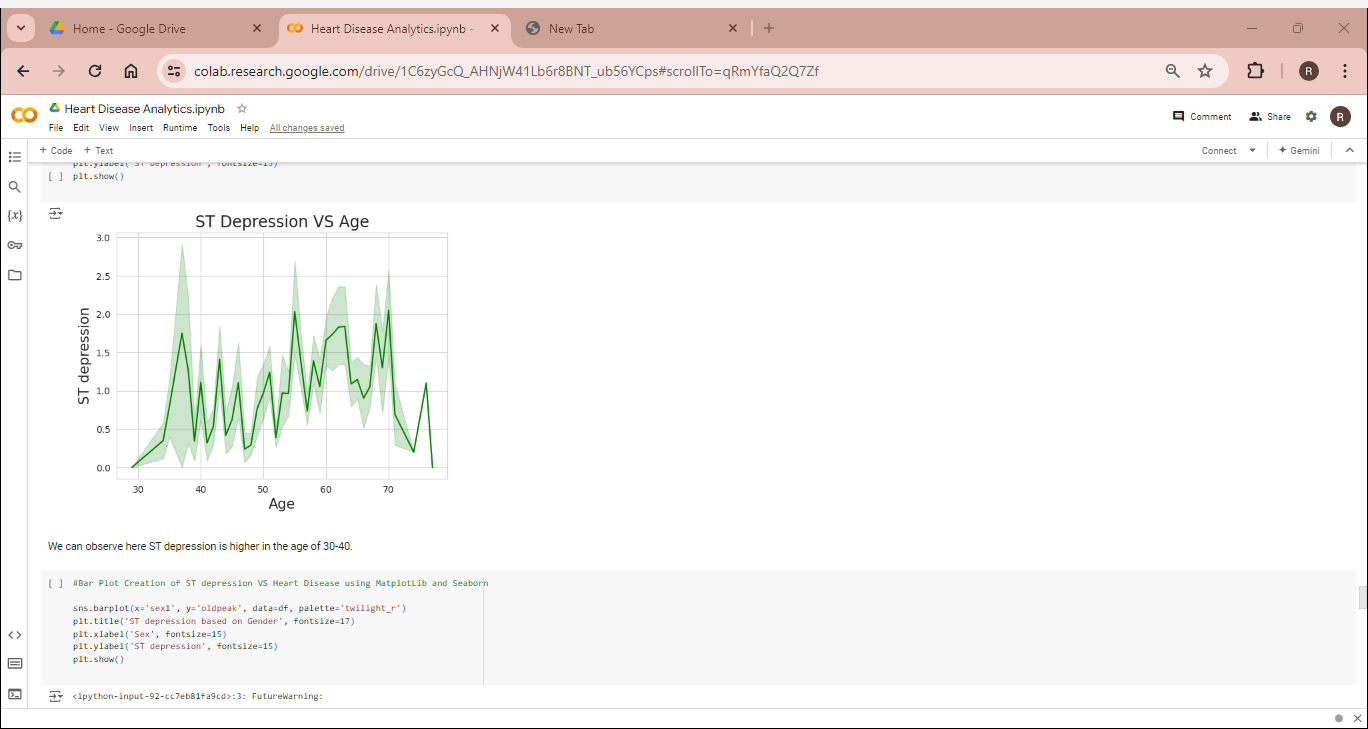 Home - Google Drive
Heart Disease Analytics.ipynb -
New Tab
colab.research.google.com/drive/1C6zyGcQ_AHNjW41Lb6r8BNT_ub56YCps#scrollTo=qRmYfaQ2Q7Zf
R
Heart Disease Analytics.ipynb
Comment
Share
R
File Edit View Insert Runtime Tools Help All changes saved
+ Code + Text
Connect
Gemini
plt.ylabel('ST depression', fontsize=15)
[ ] plt.show()
{x}
ST Depression VS Age
3.0
2.5
2.0
1.5
1.0
0.5
0.0
ST depression
30 40 50 60 70
Age
We can observe here ST depression is higher in the age of 30-40.
[ ] #Bar Plot Creation of ST depression VS Heart Disease using MatplotLib and Seaborn
sns.barplot(x='sex1', y='oldpeak', data=df, palette='twilight_r')
plt.title('ST depression based on Gender', fontsize=17)
plt.xlabel('Sex', fontsize=15)
plt.ylabel('ST depression', fontsize=15)
plt.show()
<ipython-input-92-cc7eb81fa9cd>:3: FutureWarning: